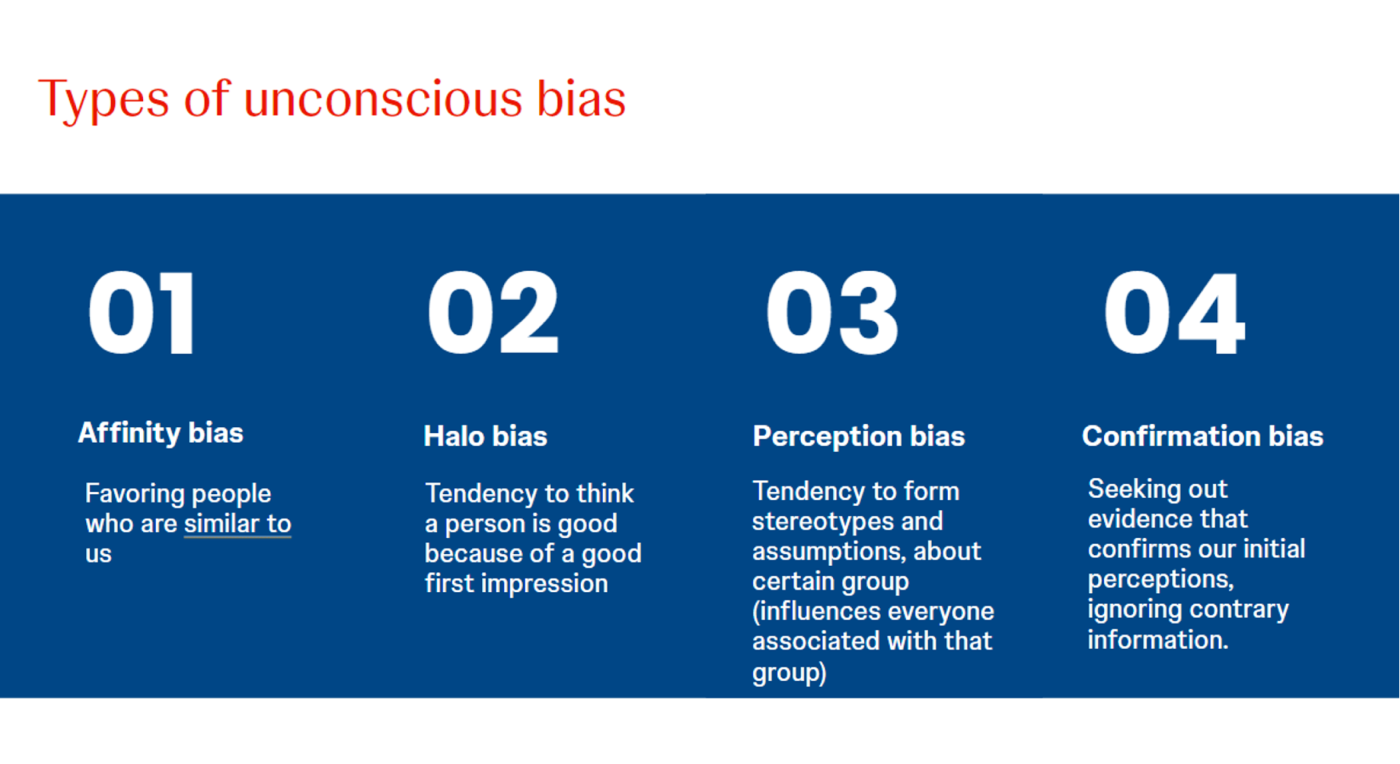 Types of unconscious bias
01
Affinity bias
Favoring people
who are similar to
us
02
Halo bias
Tendency to think
a person is good
because of a good
first impression
03
Perception bias
Tendency to form
stereotypes and
assumptions, about
certain group
(influences everyone
associated with that
group)
04
Confirmation bias
Seeking out
evidence that
confirms our initial
perceptions,
ignoring contrary
information.